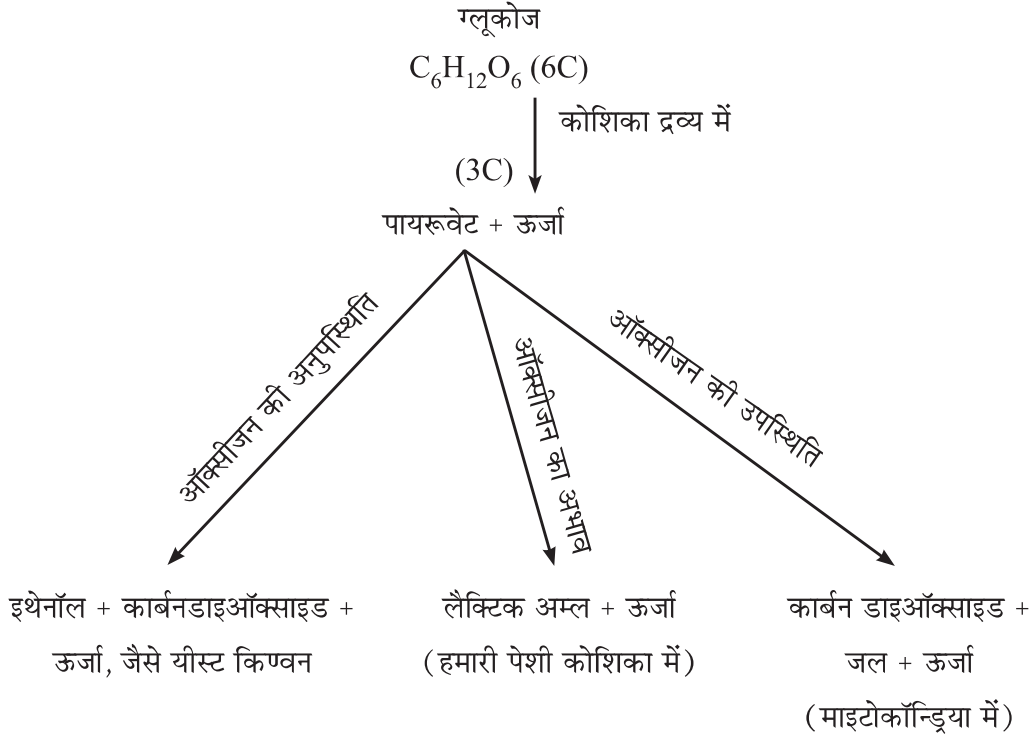 ग्लूकोज
C₆H₁₂O₆ (6C)
कोशिका द्रव्य में
(3C)
पायरूवेट + ऊर्जा
ऑक्सीजन की अनुपस्थिति
ऑक्सीजन का अभाव
ऑक्सीजन की उपस्थिति
इथेनॉल + कार्बनडाइऑक्साइड +
ऊर्जा, जैसे यीस्ट किण्वन
लैक्टिक अम्ल + ऊर्जा
(हमारी पेशी कोशिका में)
कार्बन डाइऑक्साइड +
जल + ऊर्जा
(माइटोकॉन्ड्रिया में)